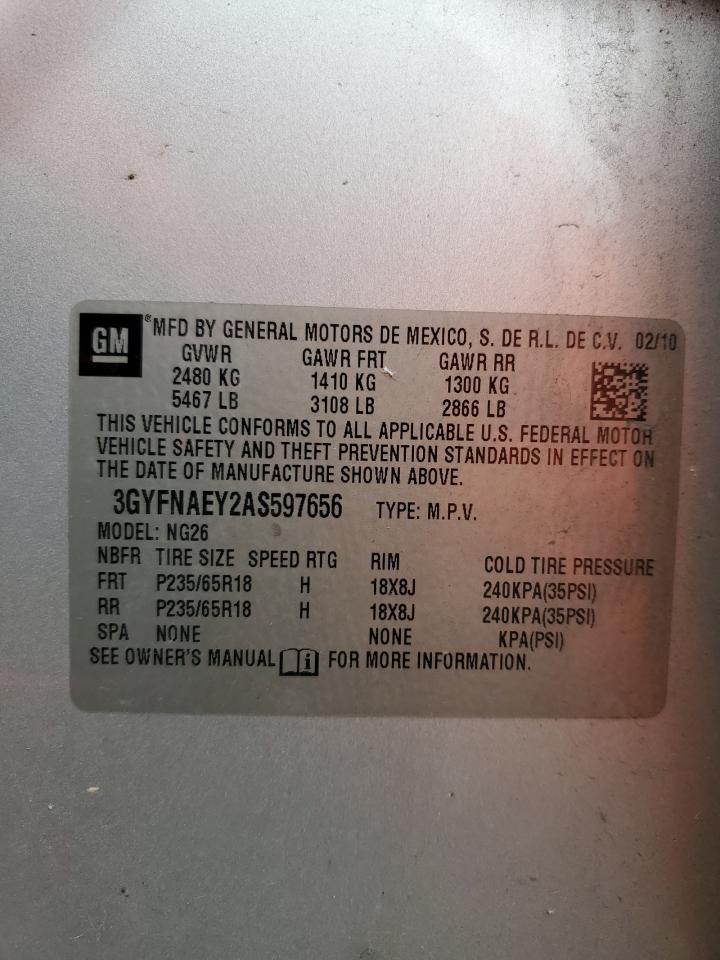 GM ® MFD BY GENERAL MOTORS DE MEXICO, S. DE R.L. DE C.V. 02/10
GVWR GAWR FRT GAWR RR
2480 KG 1410 KG 1300 KG
5467 LB 3108 LB 2866 LB
THIS VEHICLE CONFORMS TO ALL APPLICABLE U.S. FEDERAL MOTOR
VEHICLE SAFETY AND THEFT PREVENTION STANDARDS IN EFFECT ON
THE DATE OF MANUFACTURE SHOWN ABOVE.
3GYFNAEY2AS597656 TYPE: M.P.V.
MODEL: NG26
NBFR TIRE SIZE SPEED RTG RIM COLD TIRE PRESSURE
FRT P235/65R18 H 18X8J 240KPA(35PSI)
RR P235/65R18 H 18X8J 240KPA(35PSI)
SPA NONE NONE KPA(PSI)
SEE OWNER'S MANUAL i FOR MORE INFORMATION.